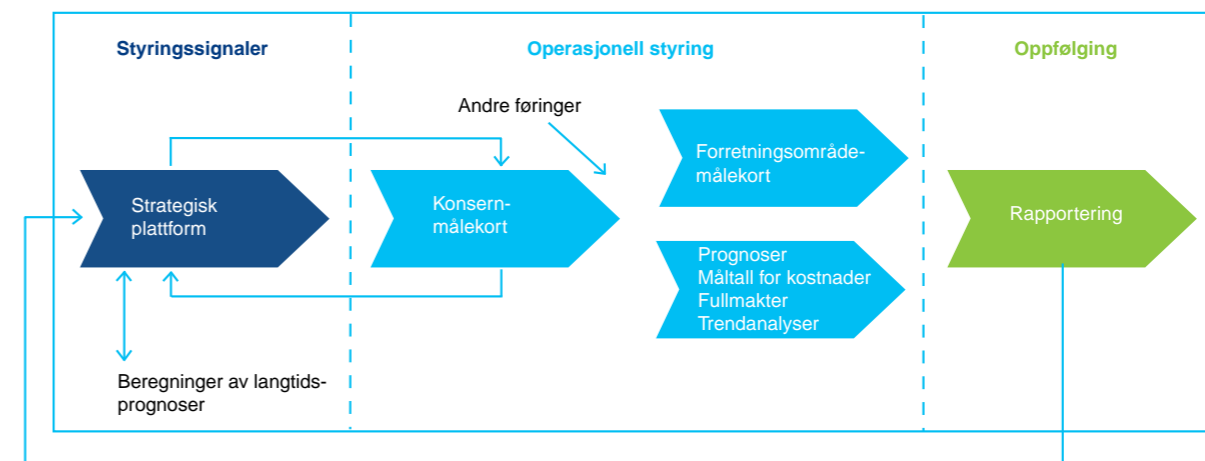 Styringssignaler
Operasjonell styring
Oppfølging
Andre føringer
Strategisk
plattform
Konsern-
målekort
Forretningsområde-
målekort
Prognoser
Måltall for kostnader
Fullmakter
Trendanalyser
Rapportering
Beregninger av langtids-
prognoser